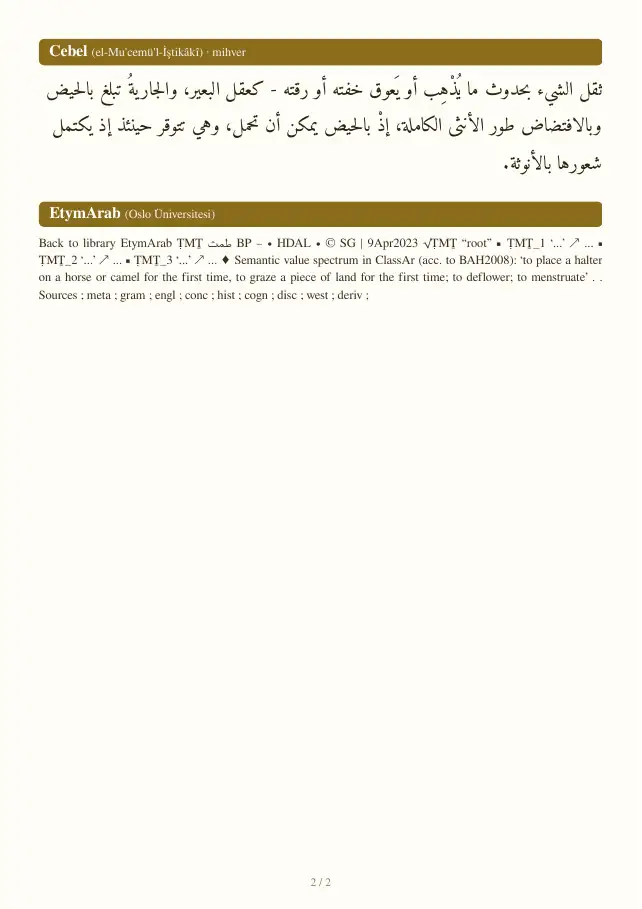 Cebel (el-Mu'cemü'l-İştikâkî) · mihver
ثقل الشيء بحدوث ما يُذْهِب أو يَعوق خفته أو رقته - كعقل البعير، والجاريةُ تبلغ بالحيض
وبالافتضاض طور الأنثى الكاملة، إذْ بالحيض يمكن أن تحمل، وهي تتوقر حينئذ إذ يكتمل
شعورها بالأنوثة.
EtymArab (Oslo Üniversitesi)
Back to library EtymArab ṬMṮ طمث BP – • HDAL • © SG | 9Apr2023 √ṬMṮ “root” ▪ ṬMṮ_1 ‘...’ ↗ ... ▪
ṬMṮ_2 ‘...’ ↗ ... ▪ ṬMṮ_3 ‘...’ ↗ ... ♦ Semantic value spectrum in ClassAr (acc. to BAH2008): ‘to place a halter
on a horse or camel for the first time, to graze a piece of land for the first time; to deflower; to menstruate’ . .
Sources ; meta ; gram ; engl ; conc ; hist ; cogn ; disc ; west ; deriv ;
2 / 2